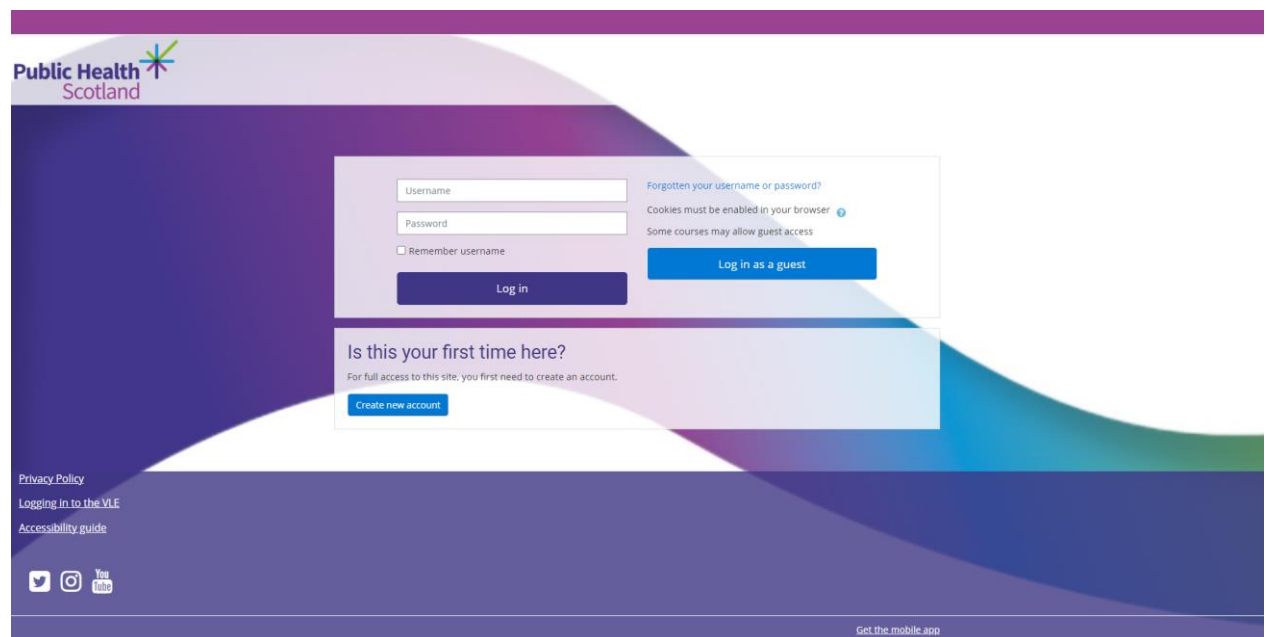 Public Health
Scotland
Username
Password
Remember username
Log in
Forgotten your username or password?
Cookies must be enabled in your browser
Some courses may allow guest access
Log in as a guest
Is this your first time here?
For full access to this site, you first need to create an account.
Create new account
Privacy Policy
Logging in to the VLE
Accessibility guide
You
Tube
Get the mobile app